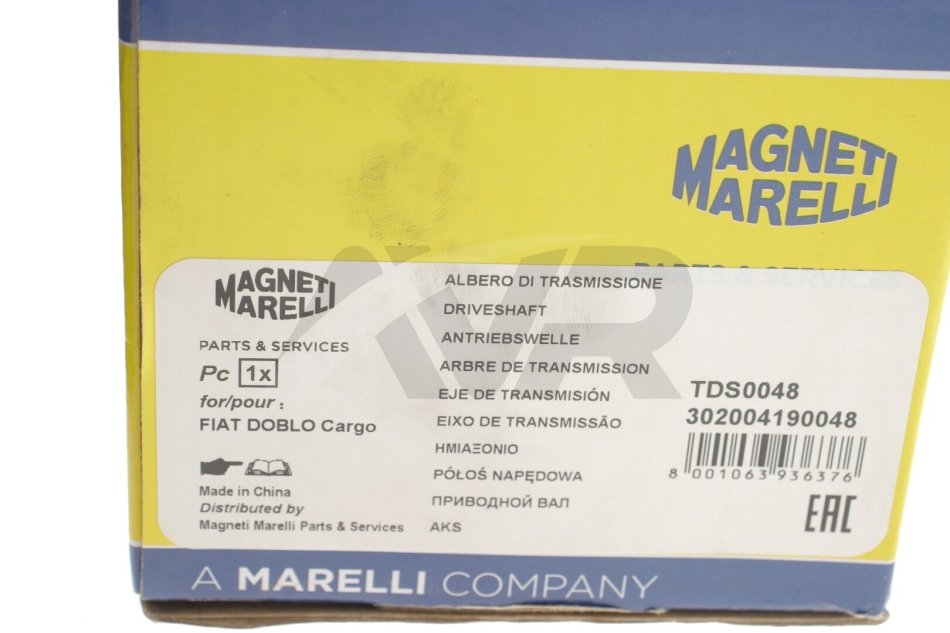 MAGNETI
MARELLI
MAGNETI
MARELLI
PARTS & SERVICES
Pc 1x
for/pour :
FIAT DOBLO Cargo
Made in China
Distributed by
Magneti Marelli Parts & Services
ALBERO DI TRASMISSIONE
DRIVESHAFT
ANTRIEBSWELLE
ARBRE DE TRANSMISSION
EJE DE TRANSMISIÓN
EIXO DE TRANSMISSÃO
ΗΜΙΑΞΟΝΙΟ
PÓŁOŚ NAPĘDOWA
ПРИВОДНОЙ ВАЛ
AKS
TDS0048
302004190048
8 001063 936376
EAC
A MARELLI COMPANY